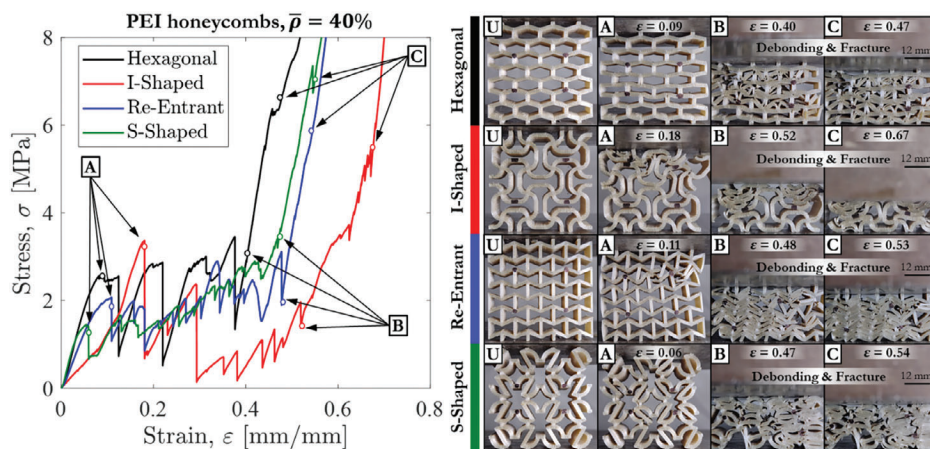 PEI honeycombs, ρ̄ = 40%
Hexagonal
I-Shaped
Re-Entrant
S-Shaped
A
B
C
Stress, σ [MPa]
8
6
4
2
0
0 0.2 0.4 0.6 0.8
Strain, ε [mm/mm]
Hexagonal
U
A ε = 0.09
B ε = 0.40
C ε = 0.47
Debonding & Fracture
12 mm
I-Shaped
U
A ε = 0.18
B ε = 0.52
C ε = 0.67
Debonding & Fracture
12 mm
Re-Entrant
U
A ε = 0.11
B ε = 0.48
C ε = 0.53
Debonding & Fracture
12 mm
S-Shaped
U
A ε = 0.06
B ε = 0.47
C ε = 0.54
Debonding & Fracture
12 mm